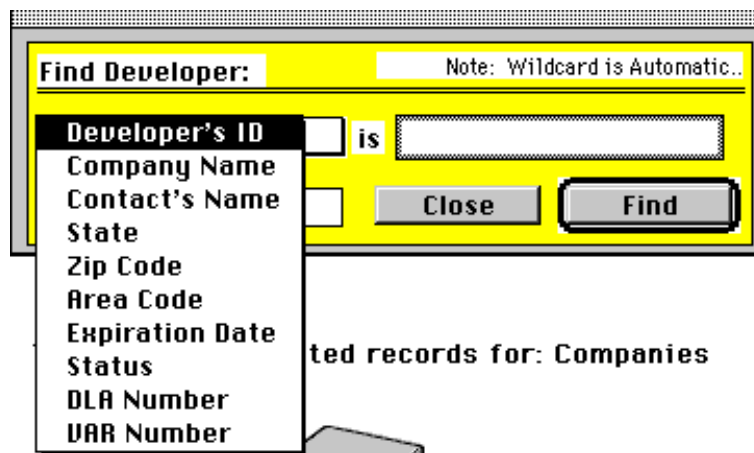 Find Developer:
Note: Wildcard is Automatic..
Developer's ID
is
Company Name
Contact's Name
Close
Find
State
Zip Code
Area Code
Expiration Date
ted records for: Companies
Status
DLA Number
VAR Number